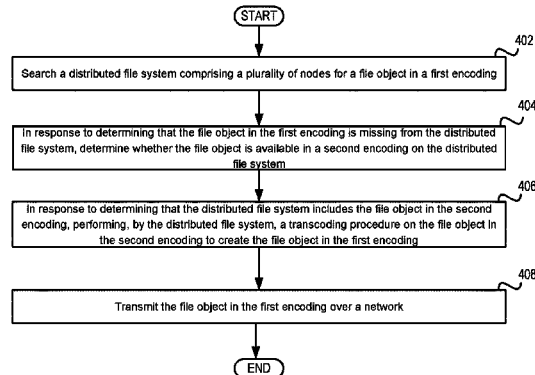 START
402
Search a distributed file system comprising a plurality of nodes for a file object in a first encoding
404
In response to determining that the file object in the first encoding is missing from the distributed
file system, determine whether the file object is available in a second encoding on the distributed
file system
406
In response to determining that the distributed file system includes the file object in the second
encoding, performing, by the distributed file system, a transcoding procedure on the file object in
the second encoding to create the file object in the first encoding
408
Transmit the file object in the first encoding over a network
END